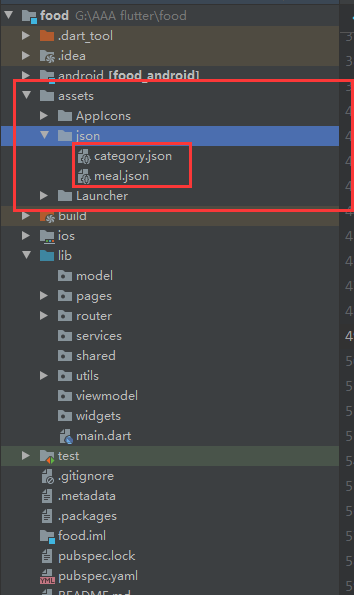 food G:\AAA flutter\food
.dart_tool
.idea
android [food_android]
assets
AppIcons
json
category.json
meal.json
Launcher
build
ios
lib
model
pages
router
services
shared
utils
viewmodel
widgets
main.dart
test
.gitignore
.metadata
.packages
food.iml
pubspec.lock
pubspec.yaml
README.md